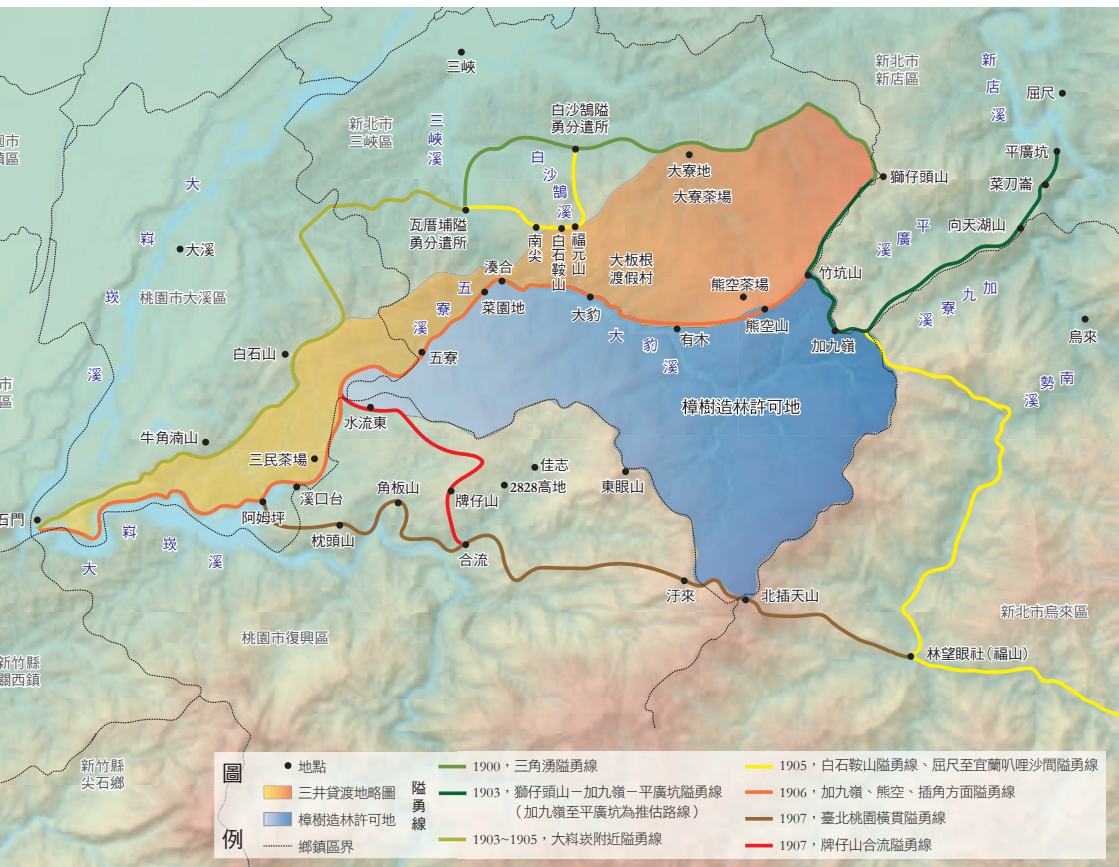 三峽
新北市
新店區
新店溪
屈尺
新北市
三峽區
三峽溪
白沙鵠隘
勇分遣所
白沙鵠溪
大寮地
大寮茶場
獅仔頭山
平廣坑
菜刀崙
向天湖山
平廣溪
大嵙崁溪
大溪
桃園市大溪區
瓦厝埔隘
勇分遣所
南尖
白石鞍山
福元山
大板根
渡假村
湊合
菜園地
五寮溪
五寮
大豹
大豹溪
有木
熊空茶場
熊空山
竹坑山
加九嶺
加九寮溪
烏來
南勢溪
白石山
水流東
樟樹造林許可地
牛角湳山
三民茶場
溪口台
阿姆坪
角板山
枕頭山
牌仔山
佳志
2828高地
東眼山
合流
石門
大嵙崁溪
汙來
北插天山
桃園市復興區
新北市烏來區
林望眼社(福山)
新竹縣
關西鎮
新竹縣
尖石鄉
圖例
地點
三井貸渡地略圖
樟樹造林許可地
鄉鎮區界
隘勇線
1900,三角湧隘勇線
1903,獅仔頭山-加九嶺-平廣坑隘勇線
(加九嶺至平廣坑為推估路線)
1903~1905,大嵙崁附近隘勇線
1905,白石鞍山隘勇線、屈尺至宜蘭叭哩沙間隘勇線
1906,加九嶺、熊空、插角方面隘勇線
1907,臺北桃園橫貫隘勇線
1907,牌仔山合流隘勇線